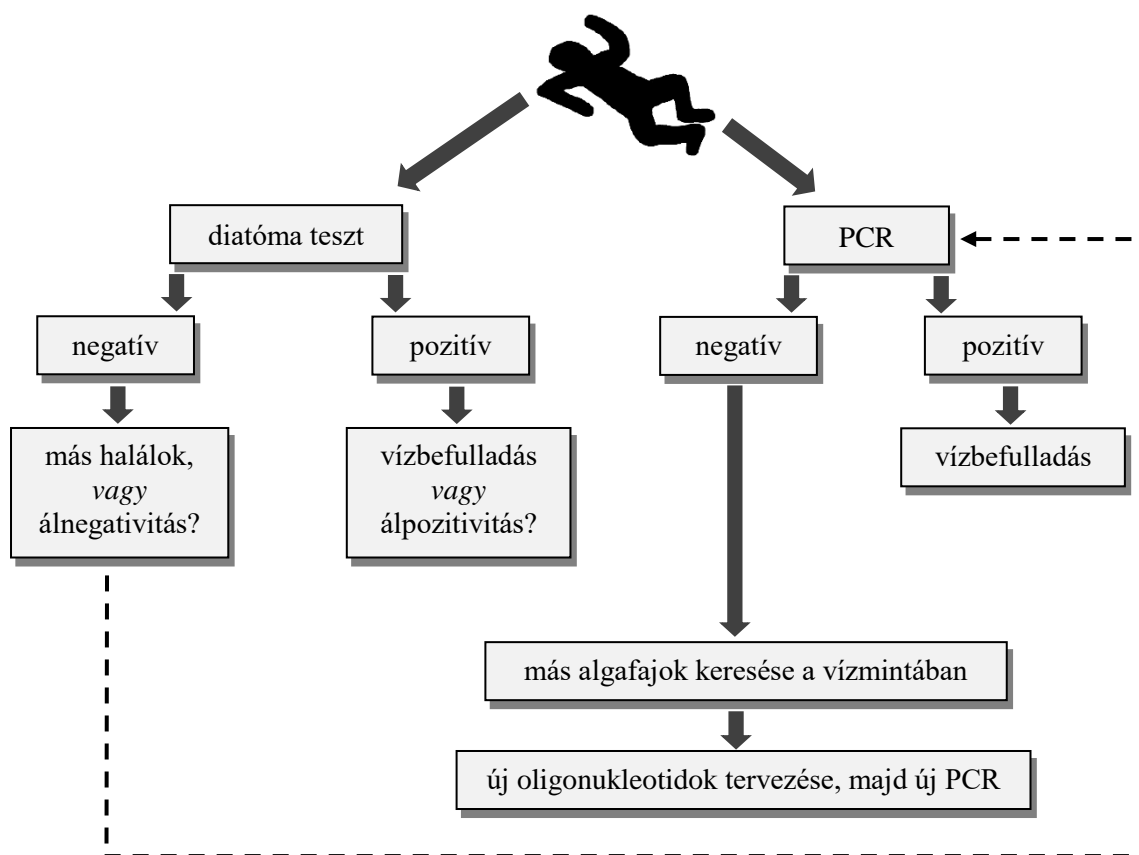 diatóma teszt
PCR
negatív
pozitív
negatív
pozitív
más halálok,
vagy
álnegativitás?
vízbefulladás
vagy
álpozitivitás?
vízbefulladás
más algafajok keresése a vízmintában
új oligonukleotidok tervezése, majd új PCR